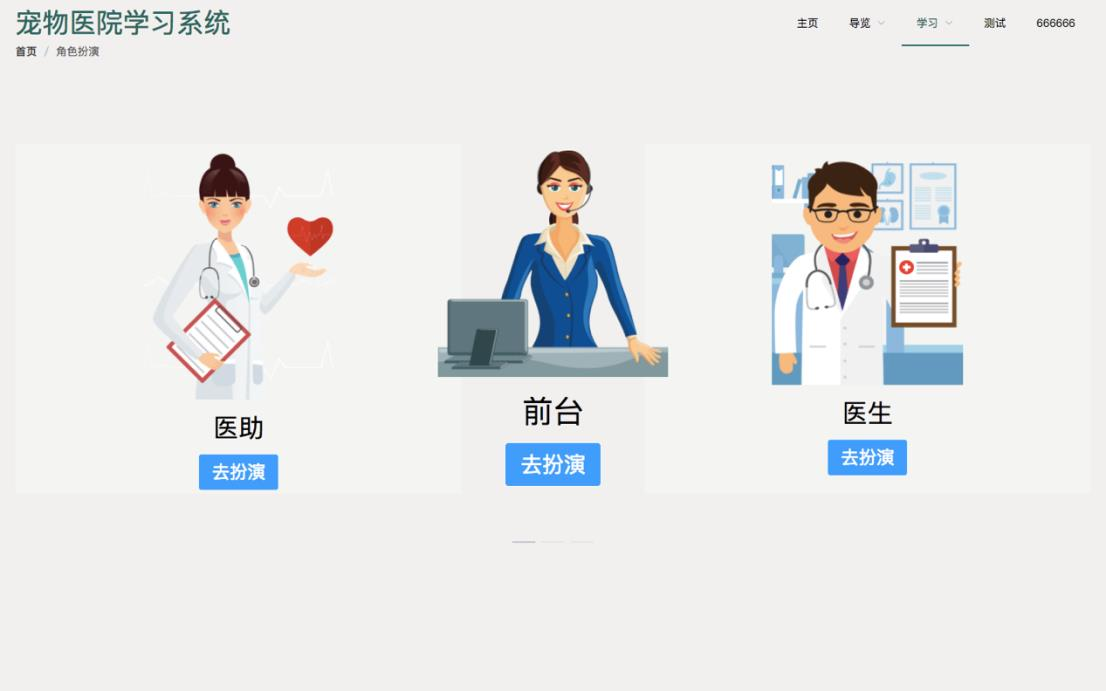 宠物医院学习系统
主页 导览 学习 测试 666666
首页 / 角色扮演
医助
去扮演
前台
去扮演
医生
去扮演